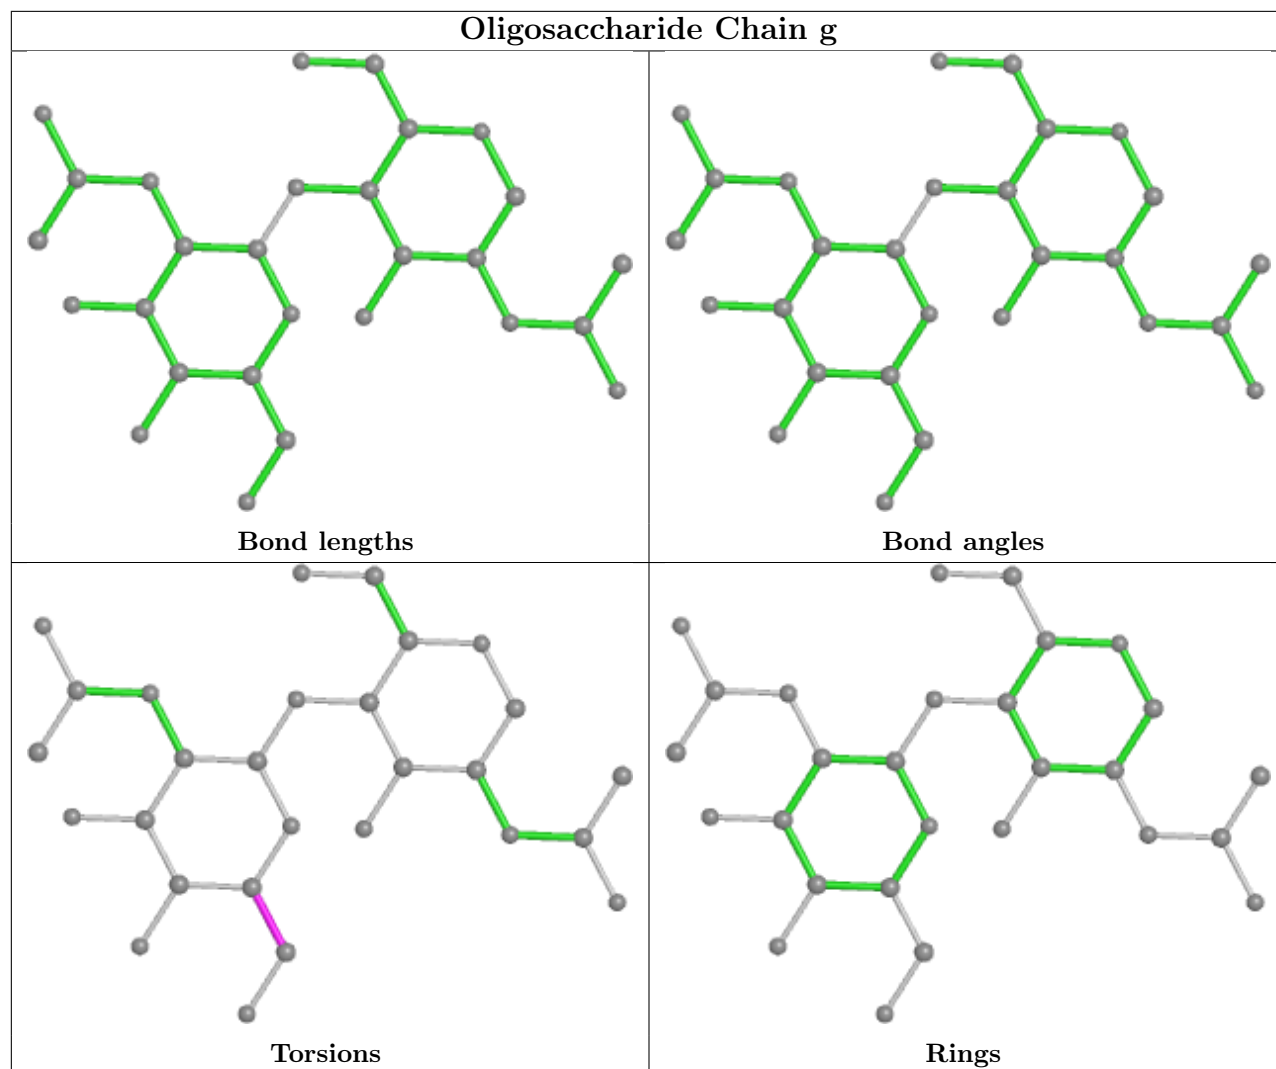 Oligosaccharide Chain g
Bond lengths
Bond angles
Torsions
Rings